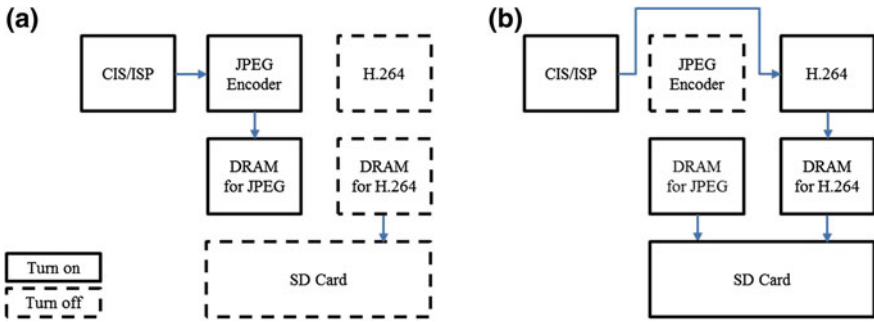 (a)
CIS/ISP
JPEG
Encoder
H.264
DRAM
for JPEG
DRAM
for H.264
SD Card
Turn on
Turn off
(b)
CIS/ISP
JPEG
Encoder
H.264
DRAM
for JPEG
DRAM
for H.264
SD Card